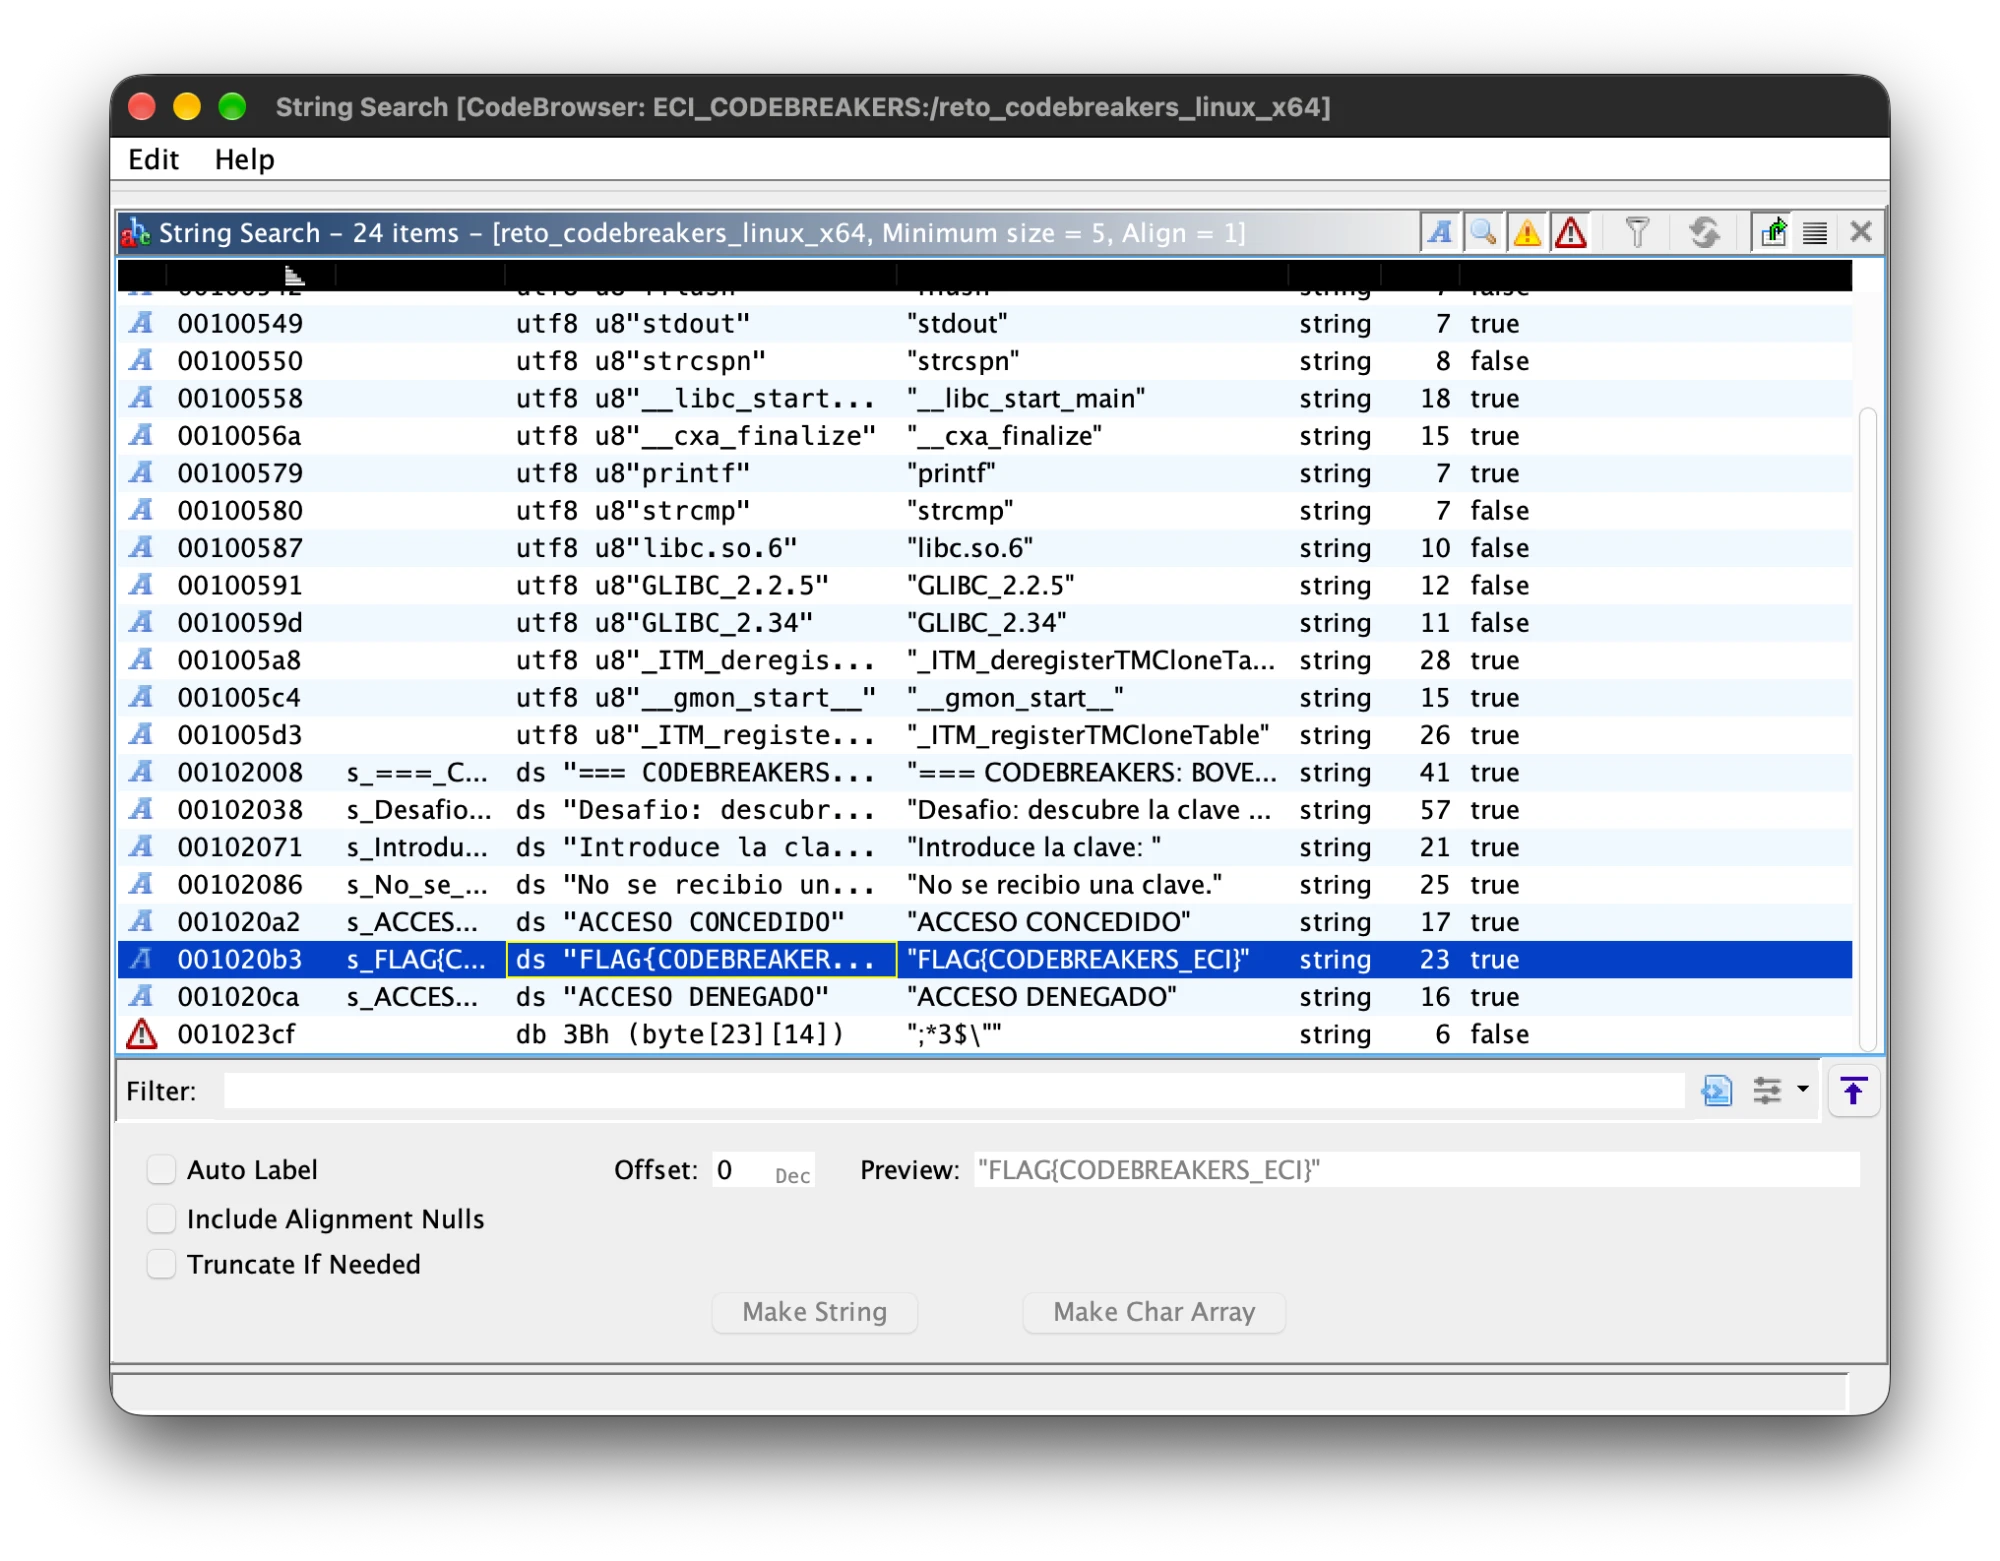 String Search [CodeBrowser: ECI_CODEBREAKERS:/reto_codebreakers_linux_x64]
Edit Help
String Search – 24 items – [reto_codebreakers_linux_x64, Minimum size = 5, Align = 1]
00100549 utf8 u8"stdout" "stdout" string 7 true
00100550 utf8 u8"strcspn" "strcspn" string 8 false
00100558 utf8 u8"__libc_start... "__libc_start_main" string 18 true
0010056a utf8 u8"__cxa_finalize" "__cxa_finalize" string 15 true
00100579 utf8 u8"printf" "printf" string 7 true
00100580 utf8 u8"strcmp" "strcmp" string 7 false
00100587 utf8 u8"libc.so.6" "libc.so.6" string 10 false
00100591 utf8 u8"GLIBC_2.2.5" "GLIBC_2.2.5" string 12 false
0010059d utf8 u8"GLIBC_2.34" "GLIBC_2.34" string 11 false
001005a8 utf8 u8"_ITM_deregis... "_ITM_deregisterTMCloneTa... string 28 true
001005c4 utf8 u8"__gmon_start__" "__gmon_start__" string 15 true
001005d3 utf8 u8"_ITM_registe... "_ITM_registerTMCloneTable" string 26 true
00102008 s_===_C... ds "=== CODEBREAKERS... "=== CODEBREAKERS: BOVE... string 41 true
00102038 s_Desafio... ds "Desafio: descubr... "Desafio: descubre la clave ... string 57 true
00102071 s_Introdu... ds "Introduce la cla... "Introduce la clave: " string 21 true
00102086 s_No_se_... ds "No se recibio un... "No se recibio una clave." string 25 true
001020a2 s_ACCES... ds "ACCESO CONCEDIDO" "ACCESO CONCEDIDO" string 17 true
001020b3 s_FLAG{C... ds "FLAG{CODEBREAKER... "FLAG{CODEBREAKERS_ECI}" string 23 true
001020ca s_ACCES... ds "ACCESO DENEGADO" "ACCESO DENEGADO" string 16 true
001023cf db 3Bh (byte[23][14]) ";*3$\"" string 6 false
Filter:
Auto Label Offset: 0 Dec Preview: "FLAG{CODEBREAKERS_ECI}"
Include Alignment Nulls
Truncate If Needed
Make String Make Char Array